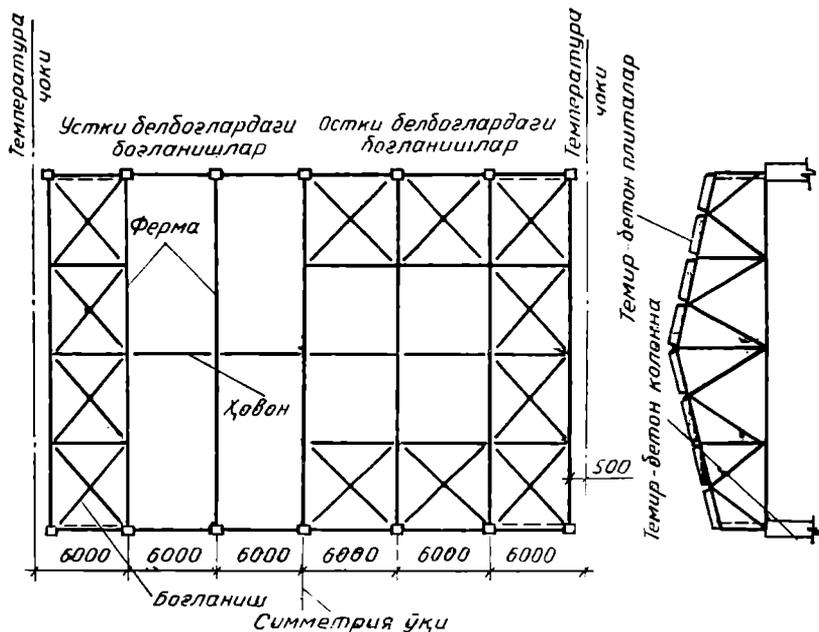 Температура
чоки
Устки белбоғлардаги
боғланишлар
Остки белбоғлардаги
боғланишлар
Температура
чоки
Ферма
Ҳовон
Темир-бетон плиталар
Темир-бетон колонна
500
6000 6000 6000 6000 6000 6000
Боғланиш
Симметрия ўқи